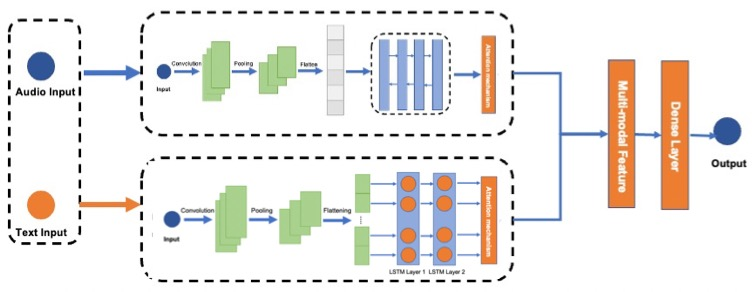 Audio Input
Text Input
Input
Convolution
Pooling
Flatten
Attention mechanism
Input
Convolution
Pooling
Flattening
LSTM Layer 1
LSTM Layer 2
Attention mechanism
Multi-modal Feature
Dense Layer
Output